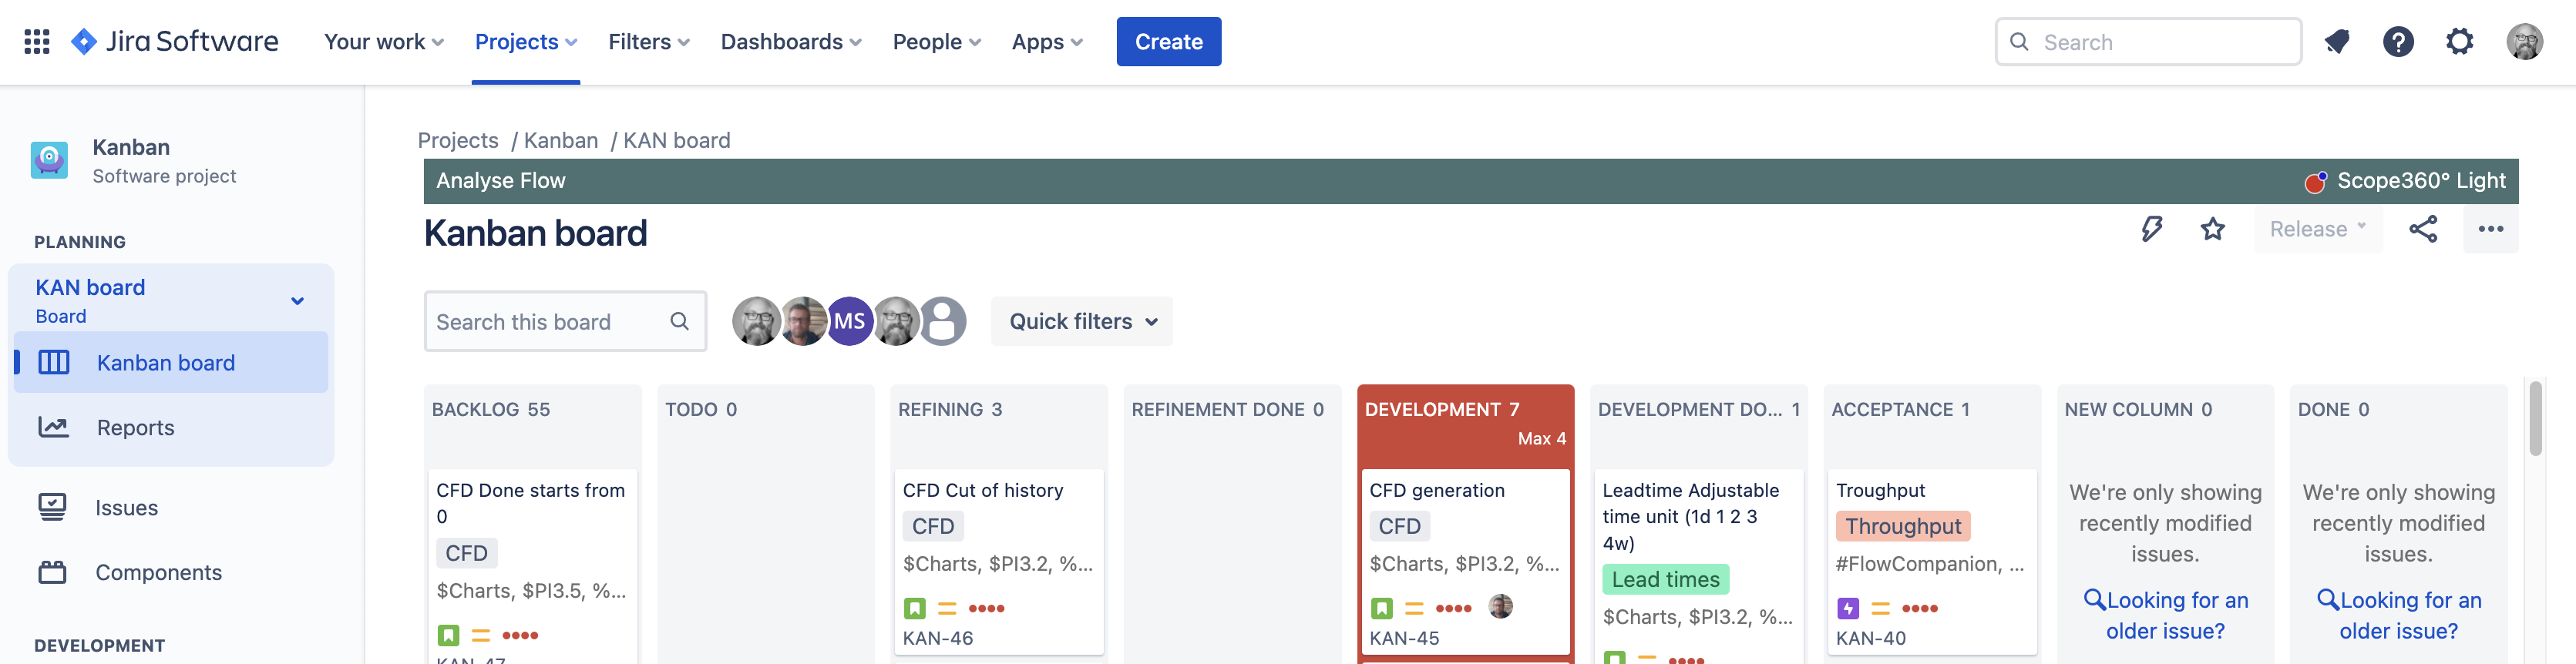 Jira Software
Your work
Projects
Filters
Dashboards
People
Apps
Create
Search
Kanban
Software project
PLANNING
KAN board
Board
Kanban board
Reports
Issues
Components
DEVELOPMENT
Projects / Kanban / KAN board
Analyse Flow
Scope360° Light
Kanban board
Release
Search this board
MS
Quick filters
BACKLOG 55
CFD Done starts from
0
CFD
$Charts, $PI3.5, %...
KAN-47
TODO 0
REFINING 3
CFD Cut of history
CFD
$Charts, $PI3.2, %...
KAN-46
REFINEMENT DONE 0
DEVELOPMENT 7
Max 4
CFD generation
CFD
$Charts, $PI3.2, %...
KAN-45
DEVELOPMENT DO... 1
Leadtime Adjustable
time unit (1d 1 2 3
4w)
Lead times
$Charts, $PI3.2, %...
ACCEPTANCE 1
Troughput
Throughput
#FlowCompanion, ...
KAN-40
NEW COLUMN 0
We're only showing
recently modified
issues.
Looking for an
older issue?
DONE 0
We're only showing
recently modified
issues.
Looking for an
older issue?